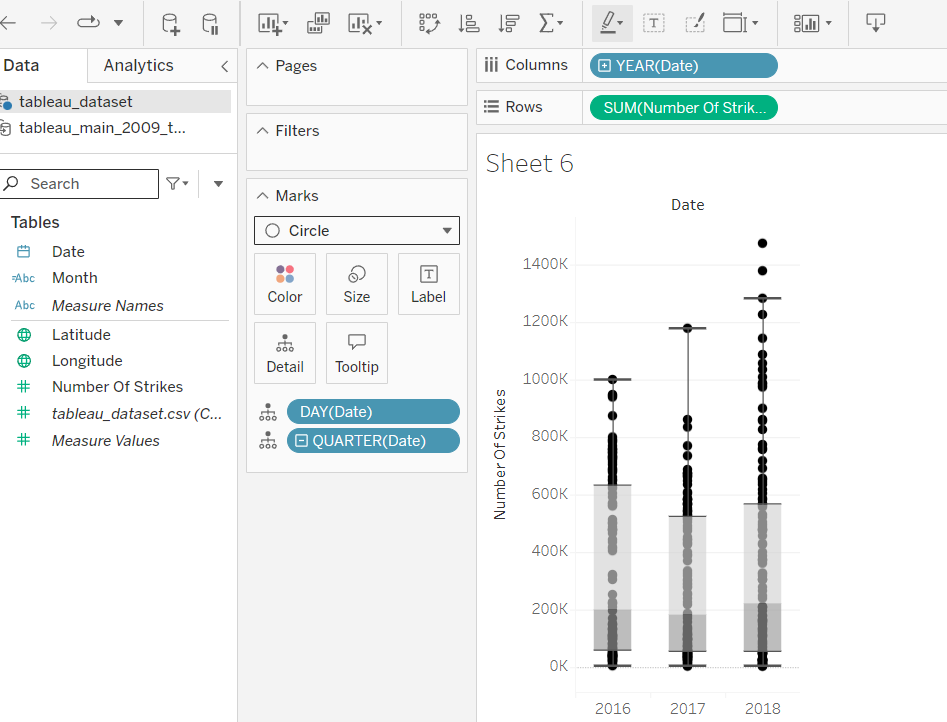 Data
Analytics
tableau_dataset
tableau_main_2009_t...
Search
Tables
Date
Abc Month
Abc Measure Names
Latitude
Longitude
Number Of Strikes
tableau_dataset.csv (C...
Measure Values
Pages
Filters
Marks
Circle
Color
Size
Label
Detail
Tooltip
DAY(Date)
QUARTER(Date)
Columns
YEAR(Date)
Rows
SUM(Number Of Strik...
Sheet 6
Date
Number Of Strikes
1400K
1200K
1000K
800K
600K
400K
200K
0K
2016 2017 2018